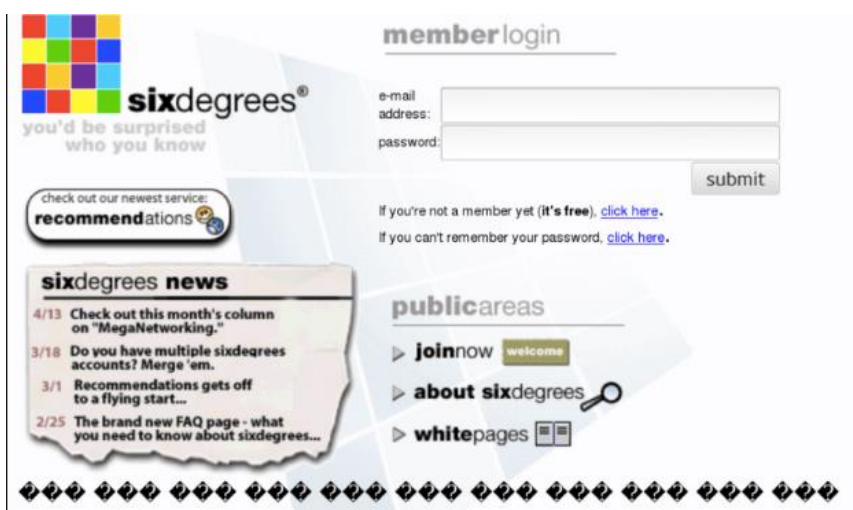 sixdegrees®
you'd be surprised
who you know
check out our newest service:
recommendations
sixdegrees news
4/13 Check out this month's column
on "MegaNetworking."
3/18 Do you have multiple sixdegrees
accounts? Merge 'em.
3/1 Recommendations gets off
to a flying start...
2/25 The brand new FAQ page - what
you need to know about sixdegrees...
memberlogin
e-mail
address:
password:
submit
If you're not a member yet (it's free), click here.
If you can't remember your password, click here.
publicareas
joinnow welcome
about sixdegrees
whitepages
��� ��� ��� ��� ��� ��� ��� ��� ��� ��� ���